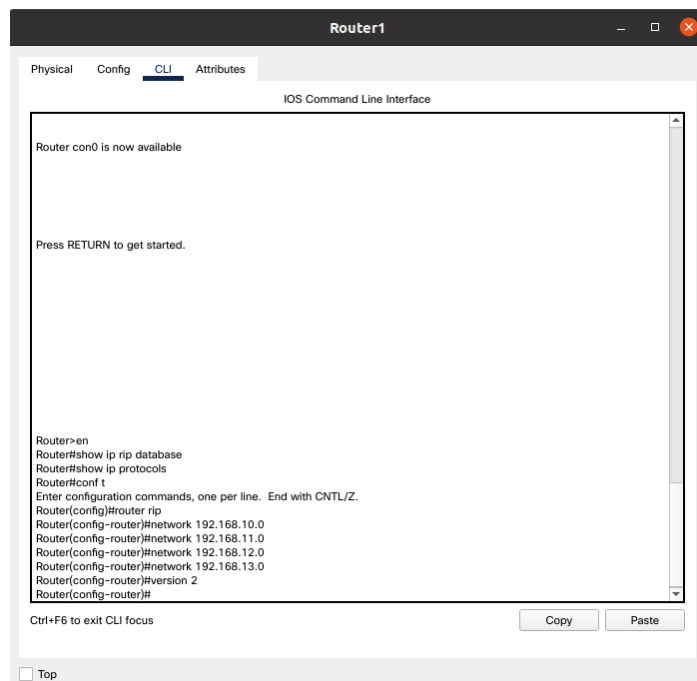 Router1
Physical Config CLI Attributes
IOS Command Line Interface
Router con0 is now available
Press RETURN to get started.
Router>en
Router#show ip rip database
Router#show ip protocols
Router#conf t
Enter configuration commands, one per line. End with CNTL/Z.
Router(config)#router rip
Router(config-router)#network 192.168.10.0
Router(config-router)#network 192.168.11.0
Router(config-router)#network 192.168.12.0
Router(config-router)#network 192.168.13.0
Router(config-router)#version 2
Router(config-router)#
Ctrl+F6 to exit CLI focus
Copy Paste
Top